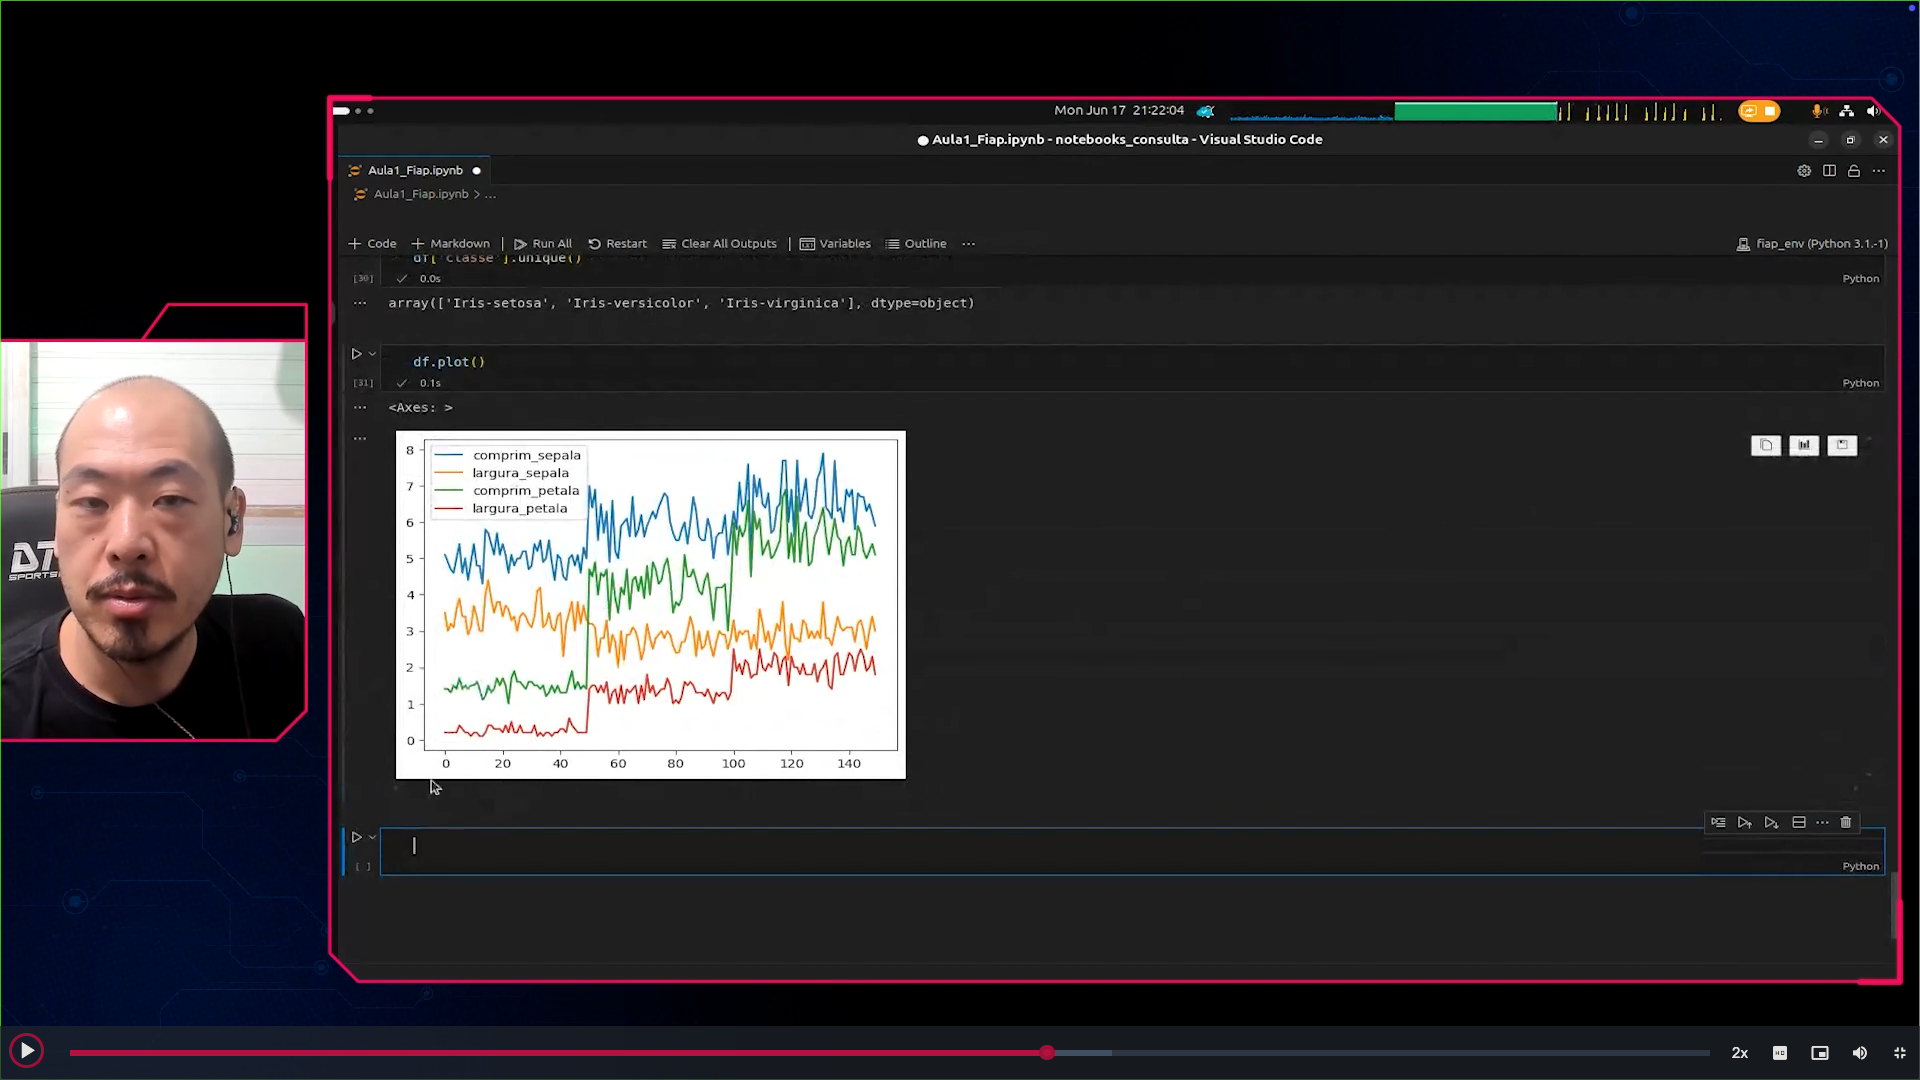 Mon Jun 17 21:22:04
Aula1_Fiap.ipynb - notebooks_consulta - Visual Studio Code
Aula1_Fiap.ipynb
Aula1_Fiap.ipynb > ...
+ Code + Markdown | Run All Restart Clear All Outputs | Variables Outline ...
fiap_env (Python 3.1.-1)
df['classe'].unique()
[30] 0.0s
Python
array(['Iris-setosa', 'Iris-versicolor', 'Iris-virginica'], dtype=object)
df.plot()
[31] 0.1s
Python
<Axes: >
comprim_sepala
largura_sepala
comprim_petala
largura_petala
8
7
6
5
4
3
2
1
0
0 20 40 60 80 100 120 140
[ ]
Python
DT
SPORTS
2x
HD